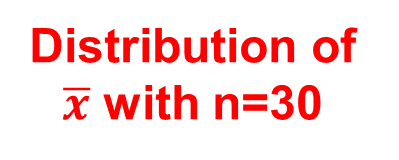 Distribution of
x̅ with n=30